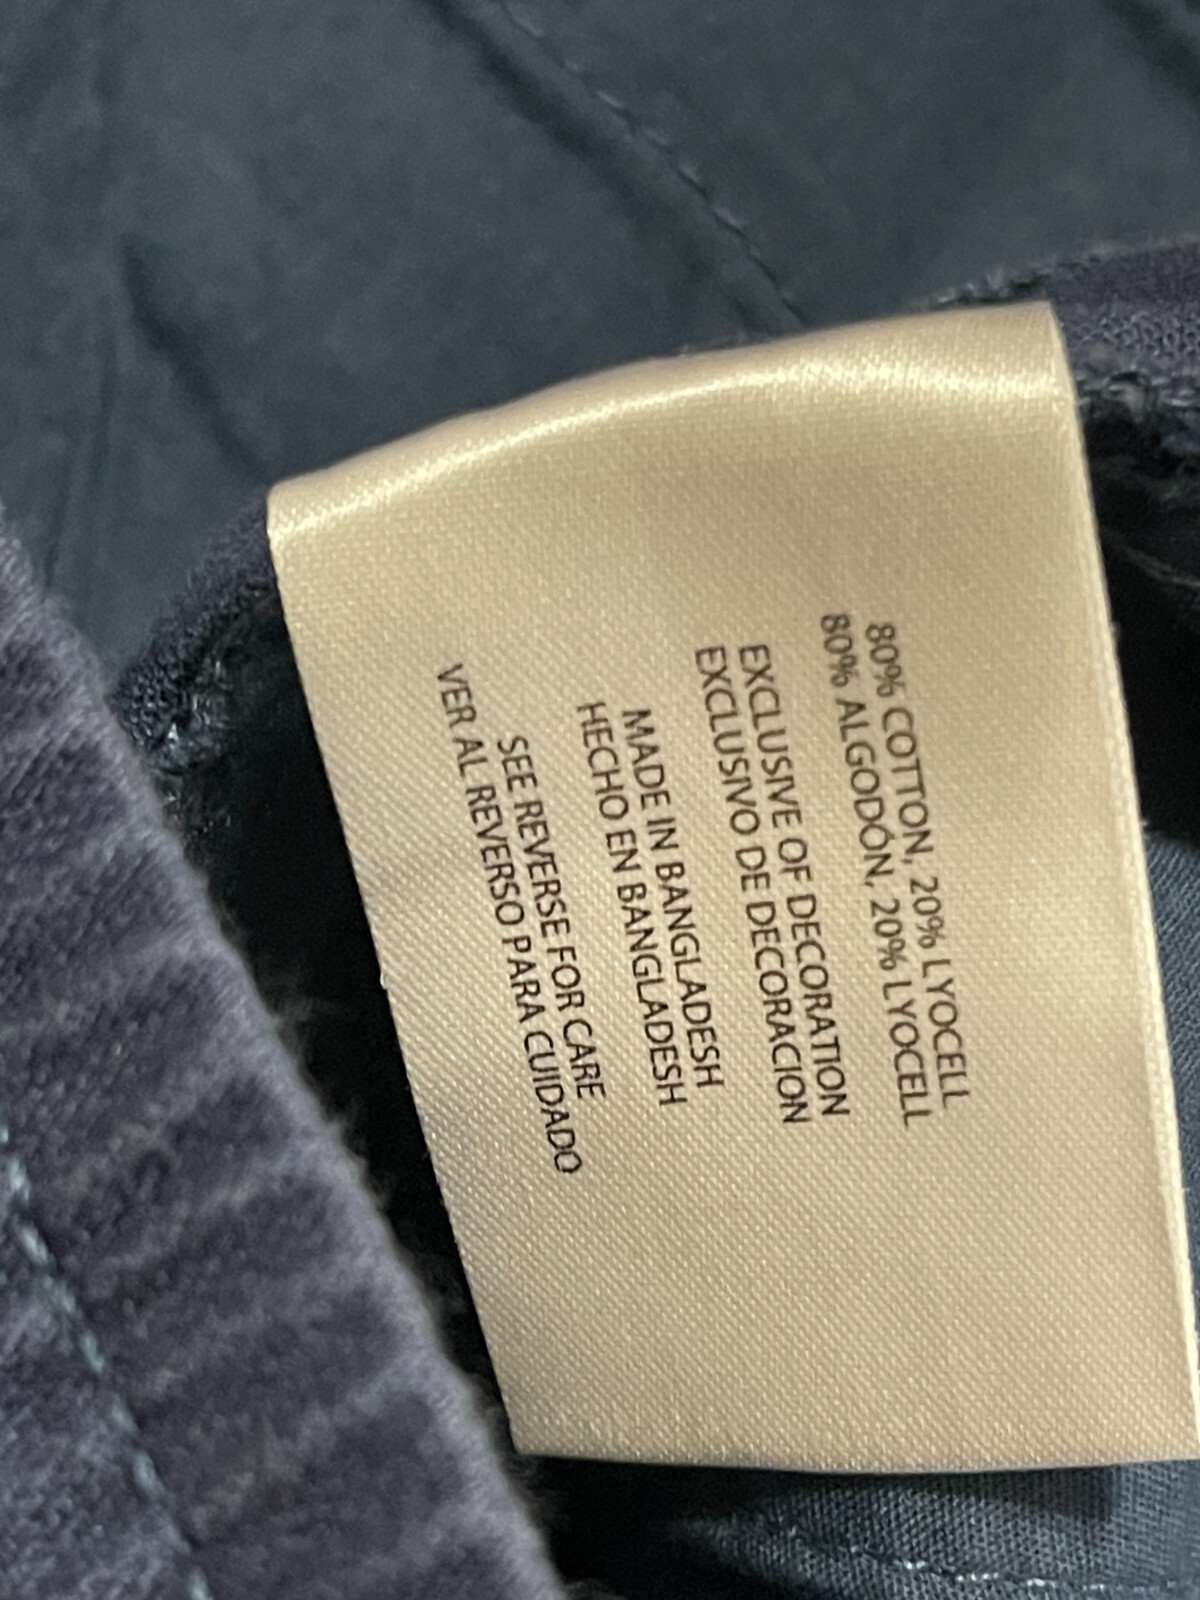 80% COTTON, 20% LYOCELL
80% ALGODÓN, 20% LYOCELL
EXCLUSIVE OF DECORATION
EXCLUSIVO DE DECORACION
MADE IN BANGLADESH
HECHO EN BANGLADESH
SEE REVERSE FOR CARE
VER AL REVERSO PARA CUIDADO